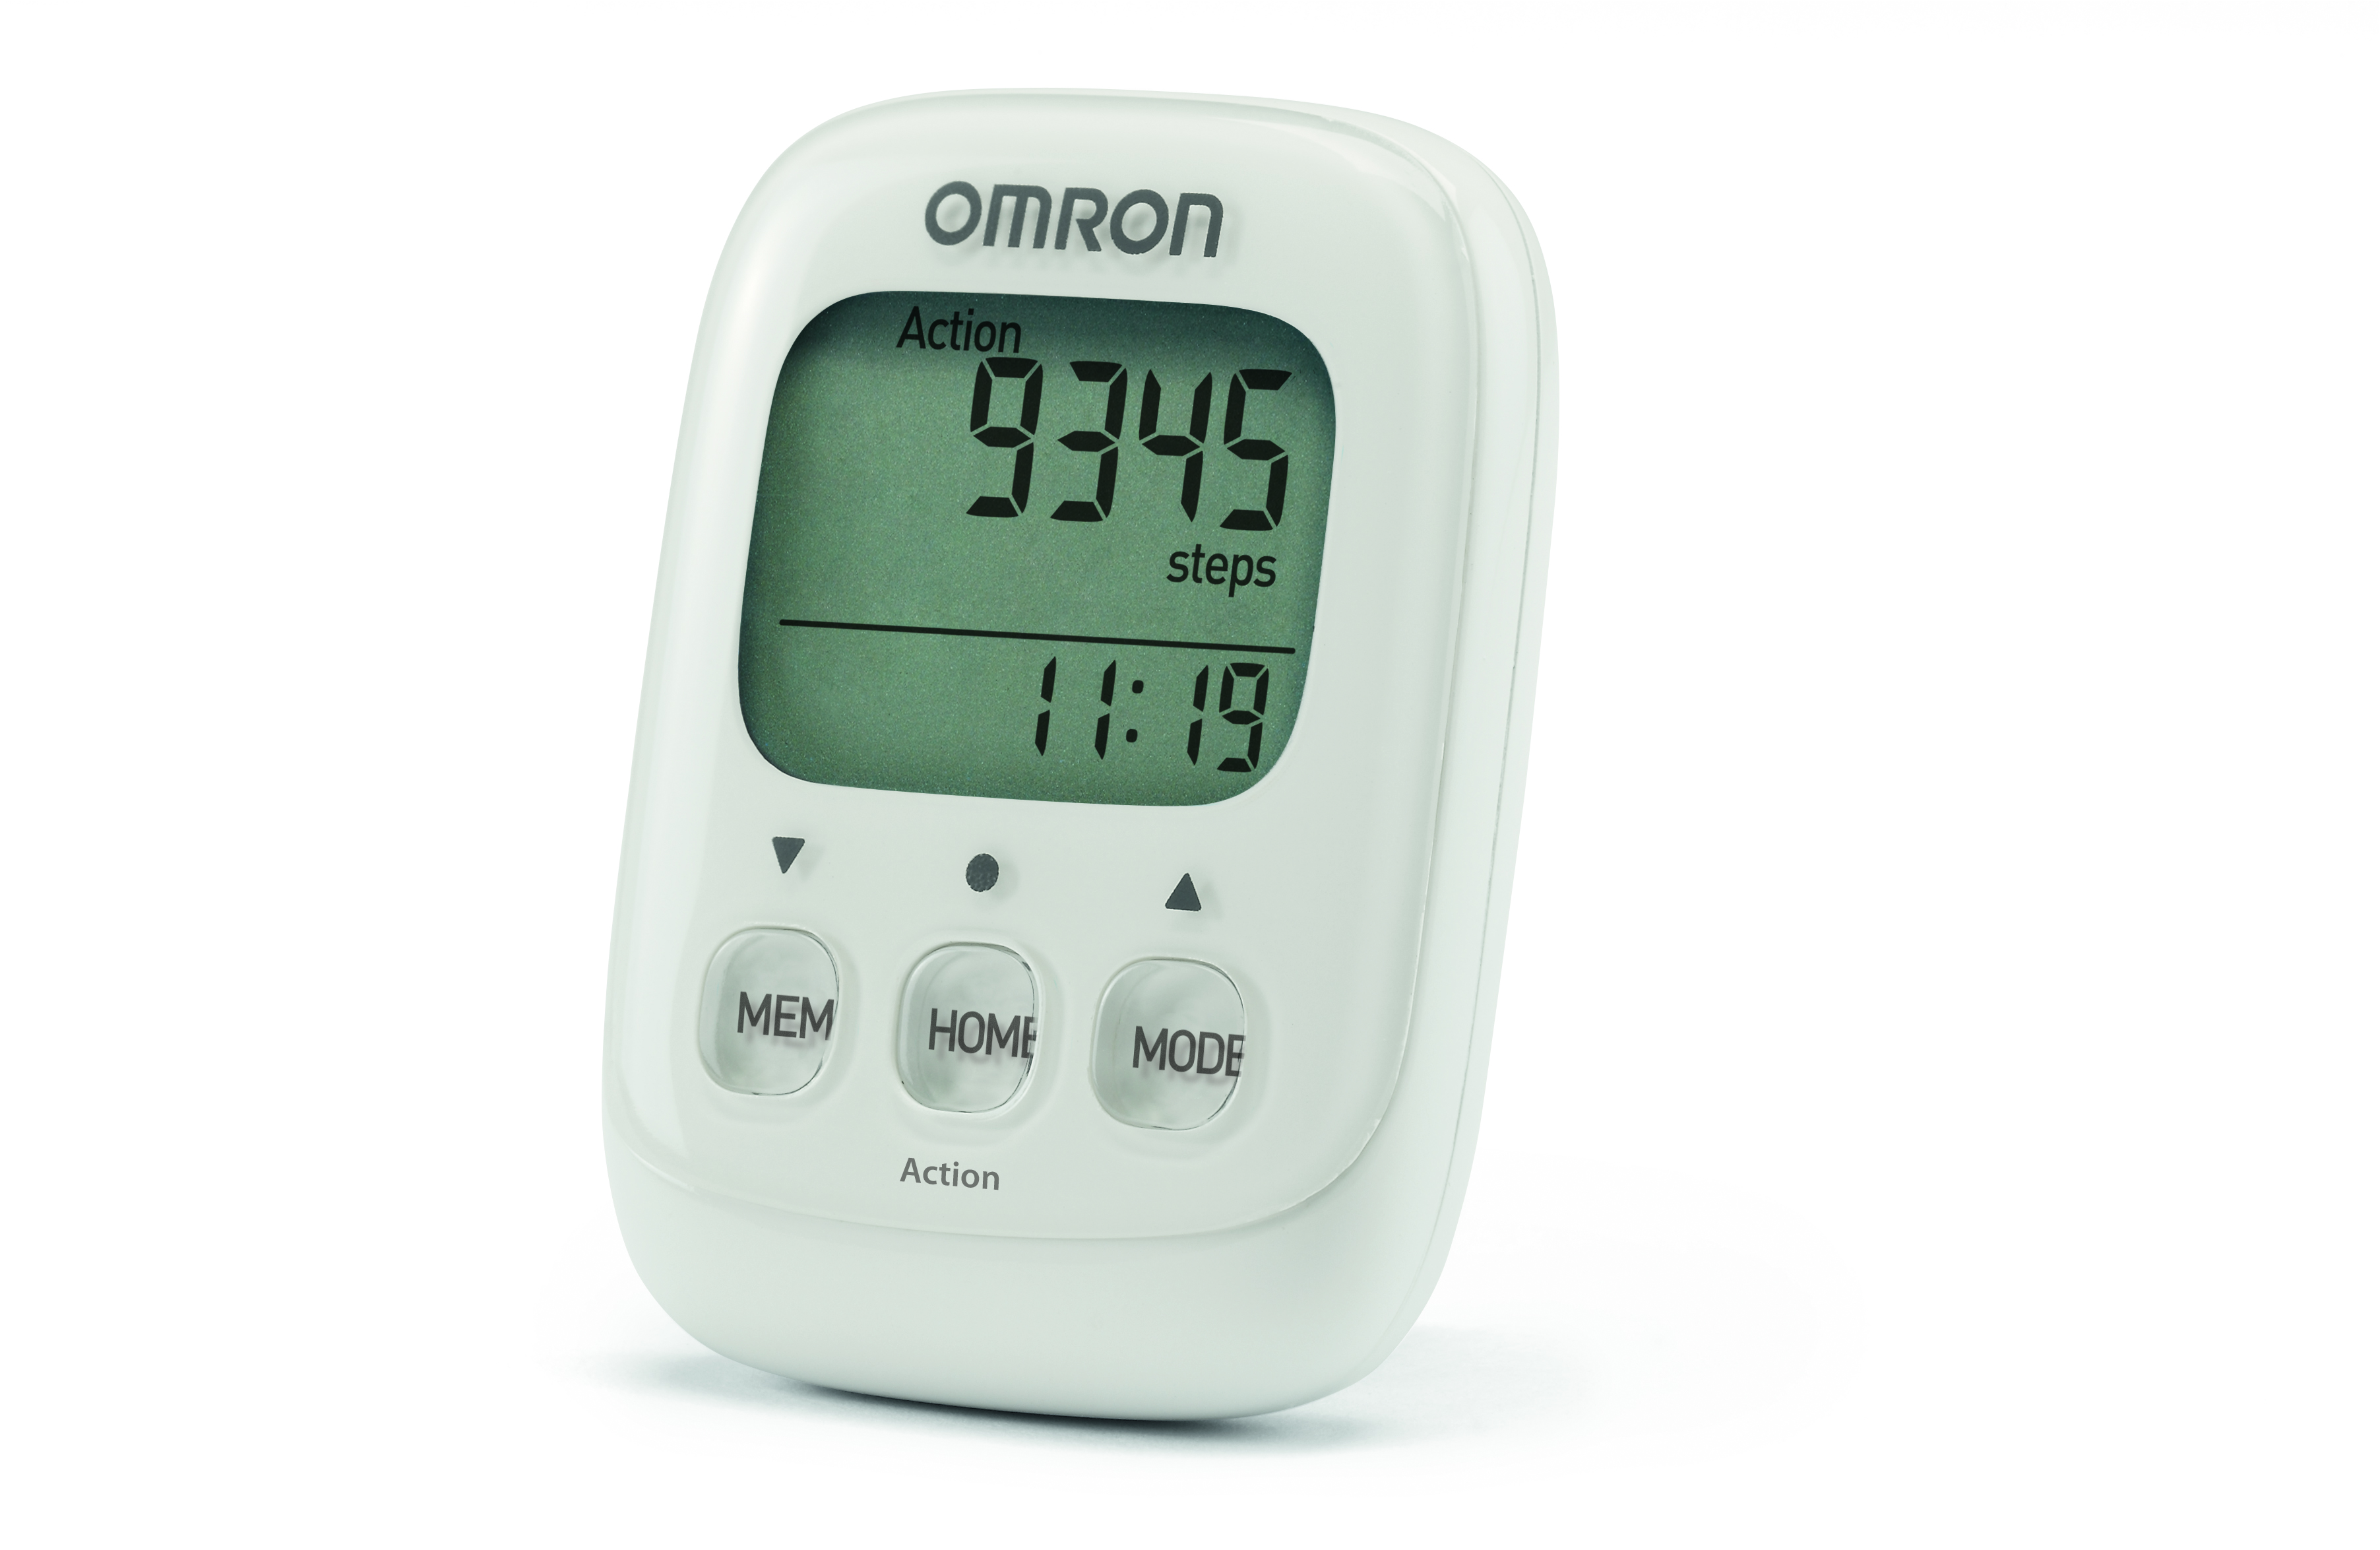 OMRON
Action
9345
steps
11:19
MEM HOME MODE
Action